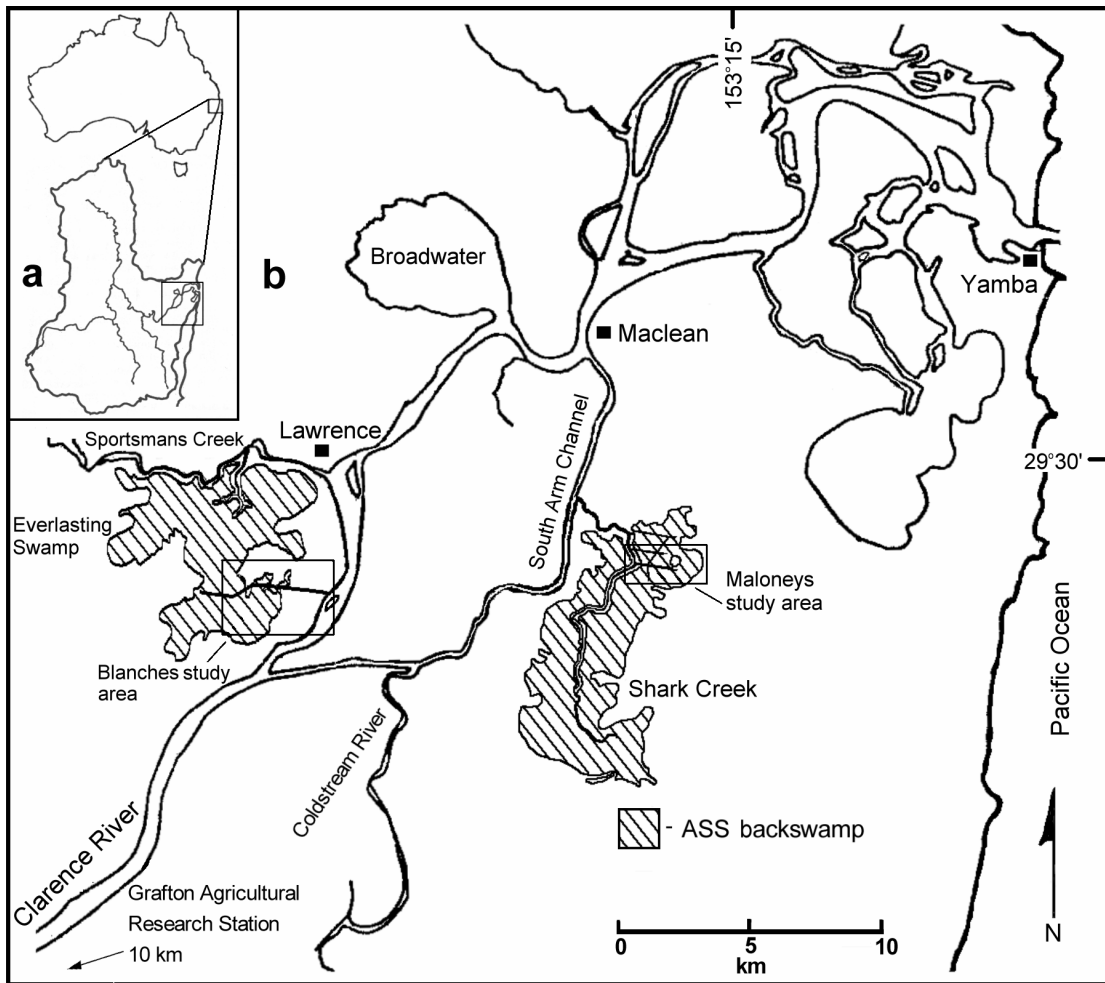 153°15'
a
b
Broadwater
Yamba
Maclean
Lawrence
Sportsmans Creek
29°30'
South Arm Channel
Everlasting
Swamp
Maloneys
study area
Blanches study
area
Shark Creek
Pacific Ocean
Coldstream River
Clarence River
- ASS backswamp
Grafton Agricultural
Research Station
10 km
0 5 10
km
N